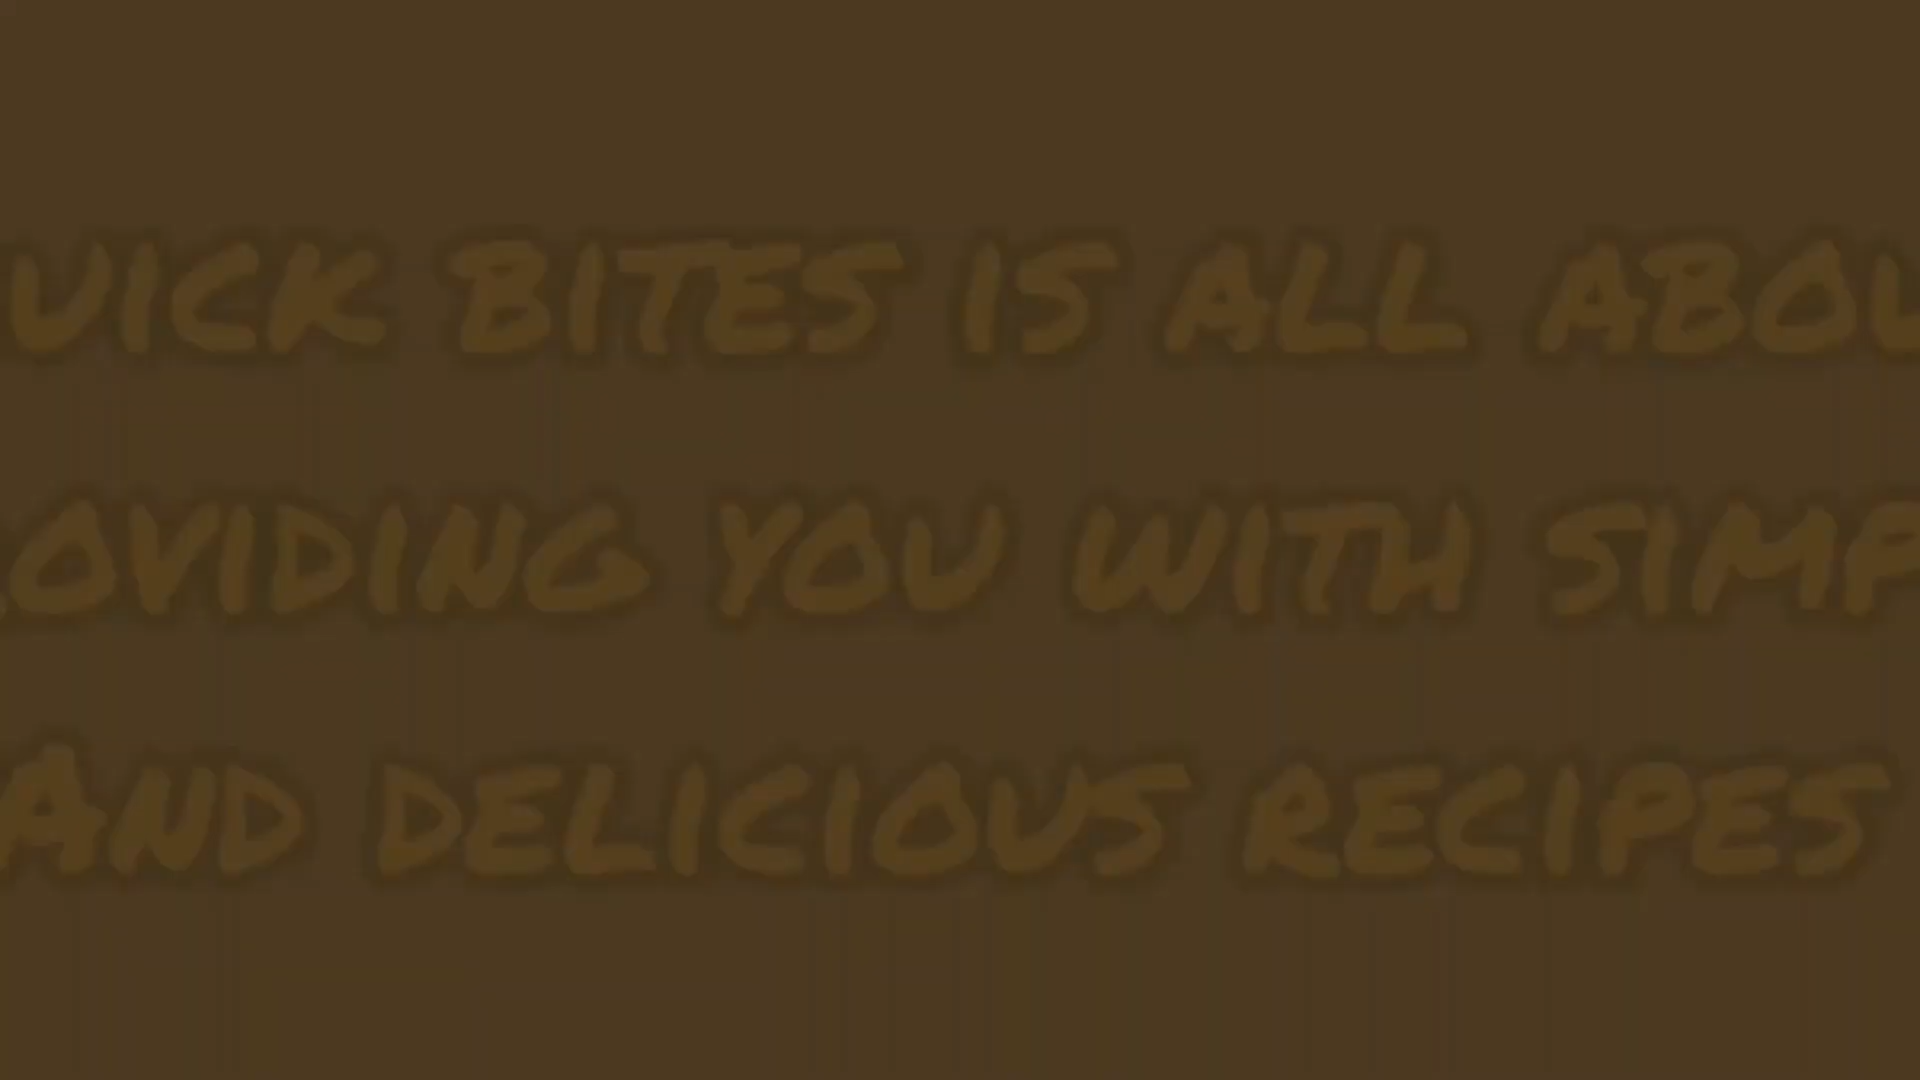 UICK BITES IS ALL ABOU
OVIDING YOU WITH SIMP
AND DELICIOUS RECIPES